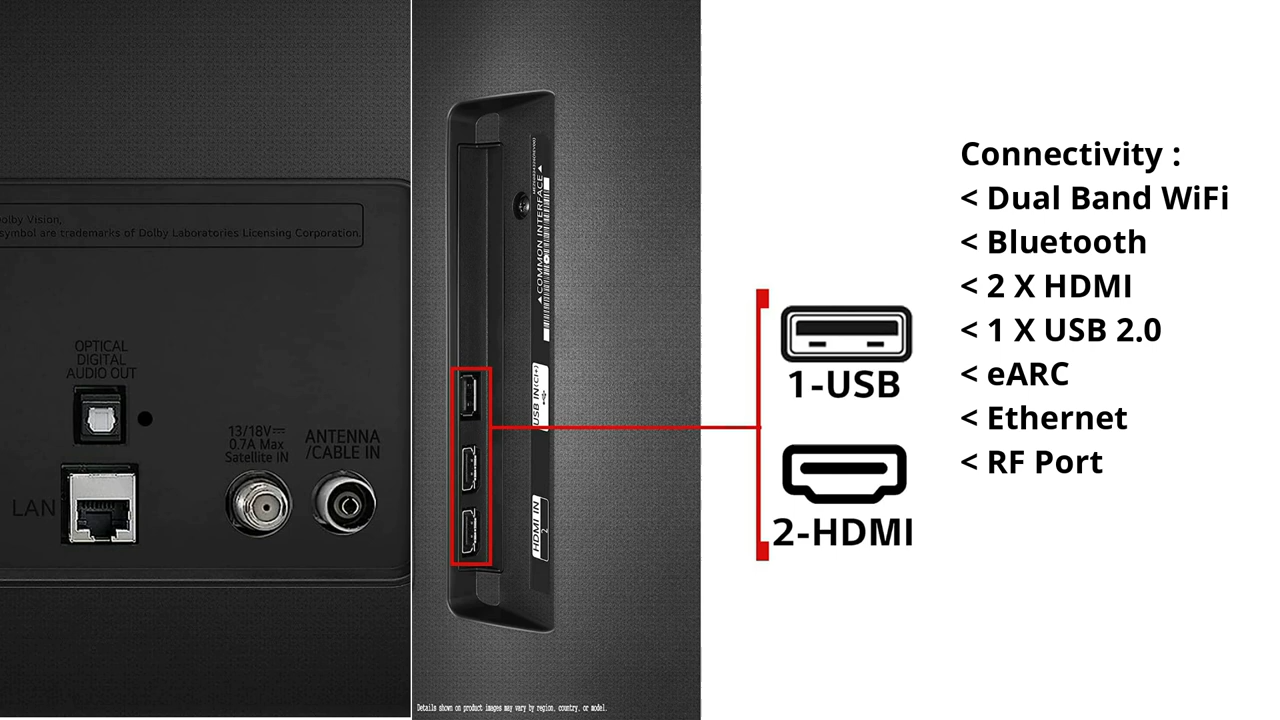 olby Vision,
symbol are trademarks of Dolby Laboratories Licensing Corporation.
OPTICAL
DIGITAL
AUDIO OUT
LAN
13/18V⎓
0.7A Max
Satellite IN
ANTENNA
/CABLE IN
▲COMMON INTERFACE▲
USB IN(CI+)
HDMI IN
2
Details shown on product images may vary by region, country, or model.
1-USB
2-HDMI
Connectivity :
< Dual Band WiFi
< Bluetooth
< 2 X HDMI
< 1 X USB 2.0
< eARC
< Ethernet
< RF Port